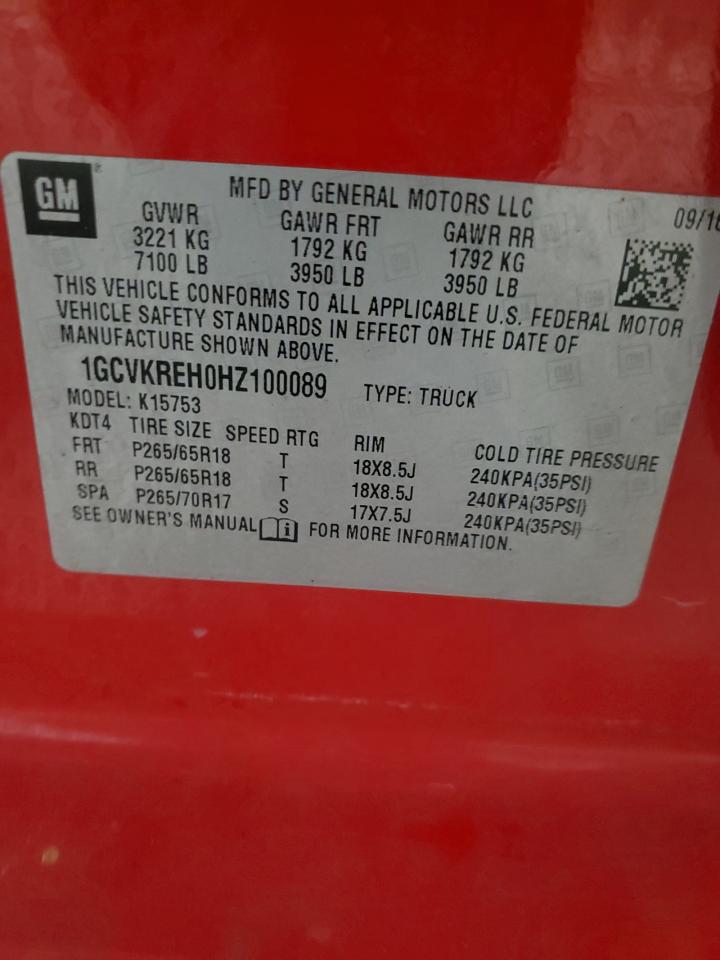 GM
MFD BY GENERAL MOTORS LLC
09/16
GVWR GAWR FRT GAWR RR
3221 KG 1792 KG 1792 KG
7100 LB 3950 LB 3950 LB
THIS VEHICLE CONFORMS TO ALL APPLICABLE U.S. FEDERAL MOTOR
VEHICLE SAFETY STANDARDS IN EFFECT ON THE DATE OF
MANUFACTURE SHOWN ABOVE.
1GCVKREH0HZ100089 TYPE: TRUCK
MODEL: K15753
KDT4 TIRE SIZE SPEED RTG RIM COLD TIRE PRESSURE
FRT P265/65R18 T 18X8.5J 240KPA(35PSI)
RR P265/65R18 T 18X8.5J 240KPA(35PSI)
SPA P265/70R17 S 17X7.5J 240KPA(35PSI)
SEE OWNER'S MANUAL i FOR MORE INFORMATION.